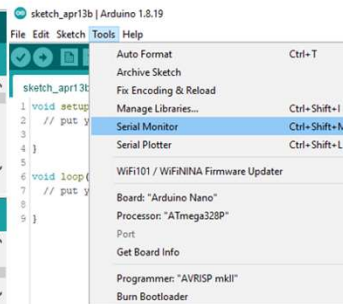 sketch_apr13b | Arduino 1.8.19
File Edit Sketch Tools Help
Auto Format Ctrl+T
Archive Sketch
Fix Encoding & Reload
Manage Libraries... Ctrl+Shift+I
Serial Monitor Ctrl+Shift+M
Serial Plotter Ctrl+Shift+L
WiFi101 / WiFiNINA Firmware Updater
Board: "Arduino Nano"
Processor: "ATmega328P"
Port
Get Board Info
Programmer: "AVRISP mkII"
Burn Bootloader
sketch_apr13b
1 void setup
2 // put y
3
4 }
5
6 void loop(
7 // put y
8
9 }